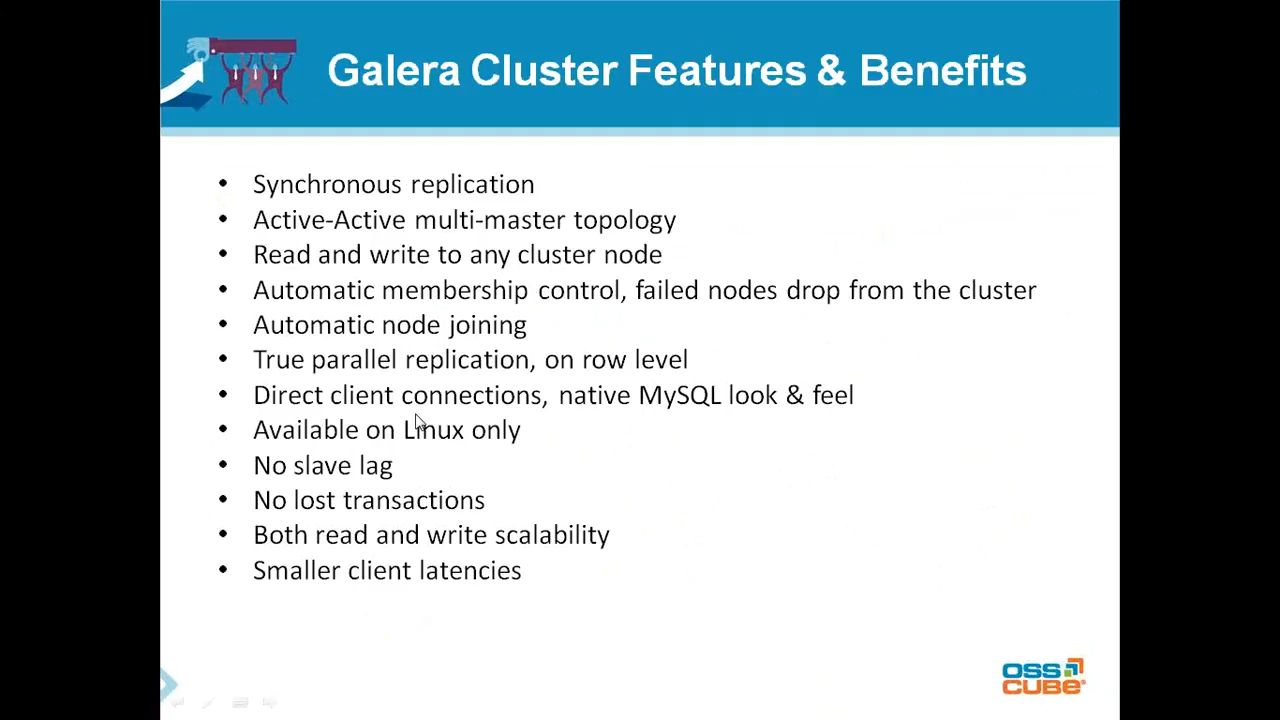 Galera Cluster Features & Benefits
• Synchronous replication
• Active-Active multi-master topology
• Read and write to any cluster node
• Automatic membership control, failed nodes drop from the cluster
• Automatic node joining
• True parallel replication, on row level
• Direct client connections, native MySQL look & feel
• Available on Linux only
• No slave lag
• No lost transactions
• Both read and write scalability
• Smaller client latencies
OSS
CUBE